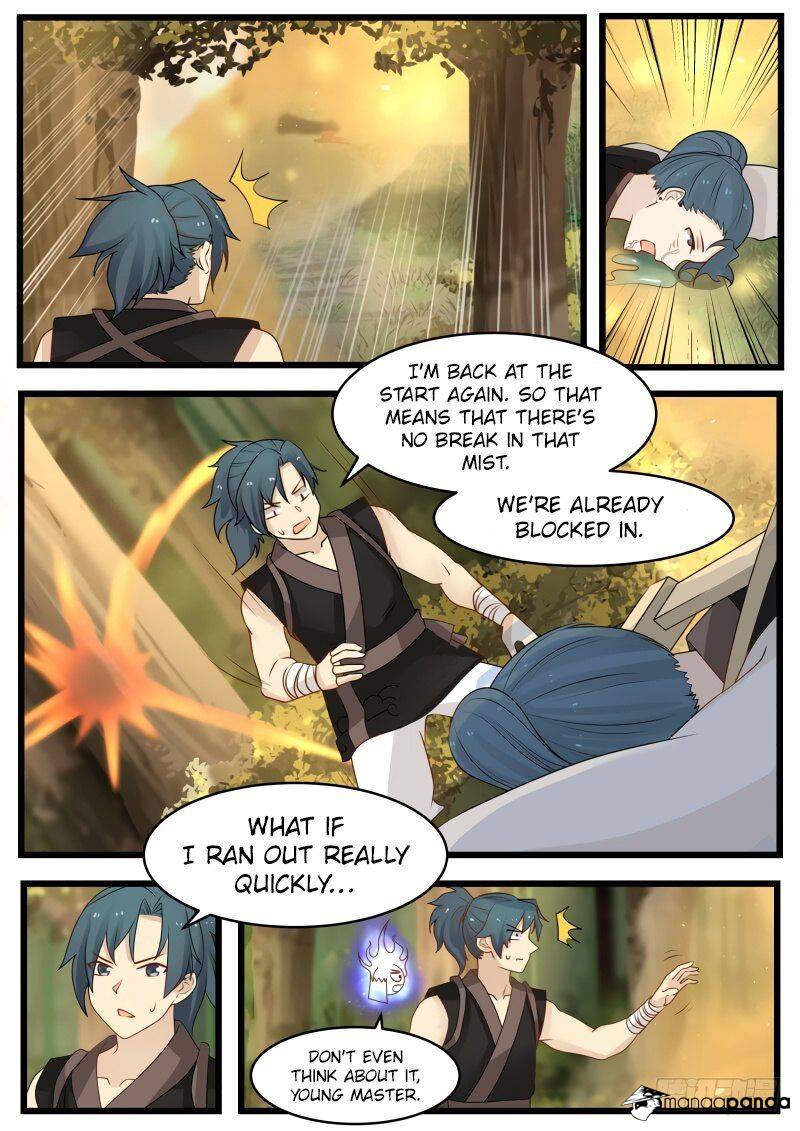 I'M BACK AT THE
START AGAIN. SO THAT
MEANS THAT THERE'S
NO BREAK IN THAT
MIST.
WE'RE ALREADY
BLOCKED IN.
WHAT IF
I RAN OUT REALLY
QUICKLY...
DON'T EVEN
THINK ABOUT IT,
YOUNG MASTER.
mangapanda